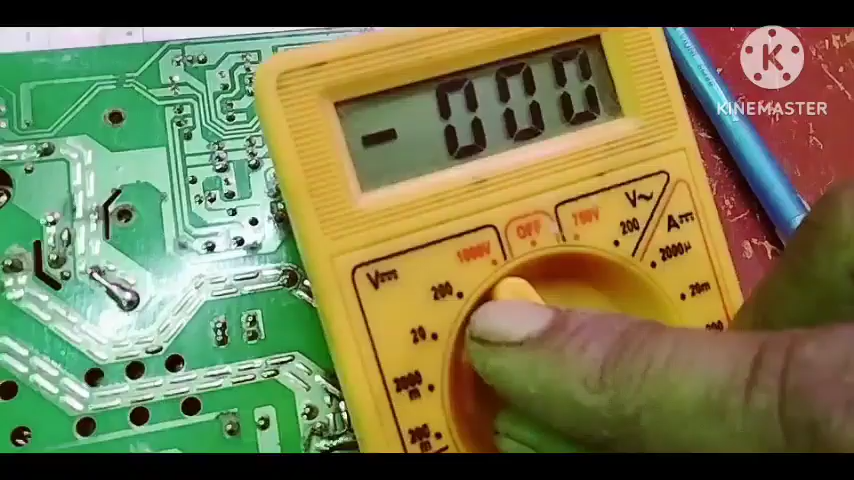 - 000
KINEMASTER
K
OFF
1000V
750V
V~
V⎓
200
200
A⎓
2000µ
20
20m
2000
m
200
m